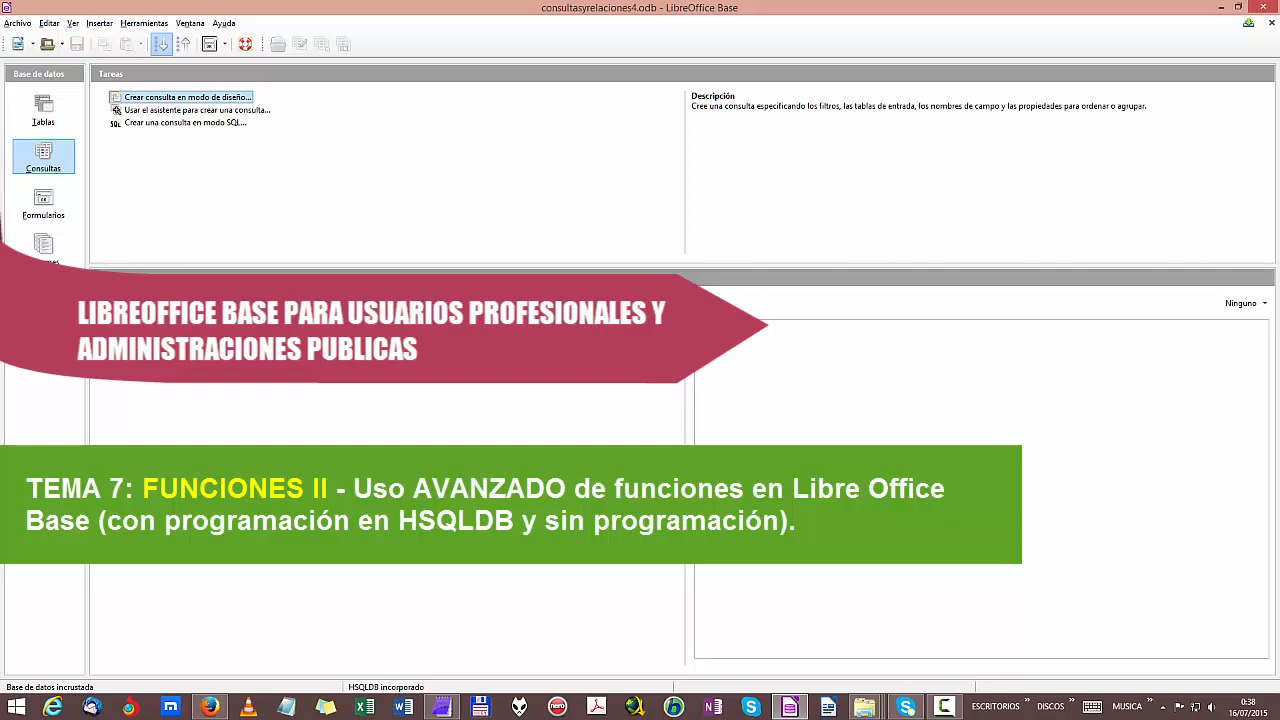 consultasyrelaciones4.odb - LibreOffice Base
Archivo Editar Ver Insertar Herramientas Ventana Ayuda
Base de datos
Tareas
Tablas
Consultas
Formularios
Crear consulta en modo de diseño...
Usar el asistente para crear una consulta...
SQL Crear una consulta en modo SQL...
Descripción
Cree una consulta especificando los filtros, las tablas de entrada, los nombres de campo y las propiedades para ordenar o agrupar.
Ninguno
LIBREOFFICE BASE PARA USUARIOS PROFESIONALES Y
ADMINISTRACIONES PUBLICAS
TEMA 7: FUNCIONES II - Uso AVANZADO de funciones en Libre Office
Base (con programación en HSQLDB y sin programación).
Base de datos incrustada
HSQLDB incorporado
ESCRITORIOS » DISCOS » MUSICA »
0:38
16/07/2015